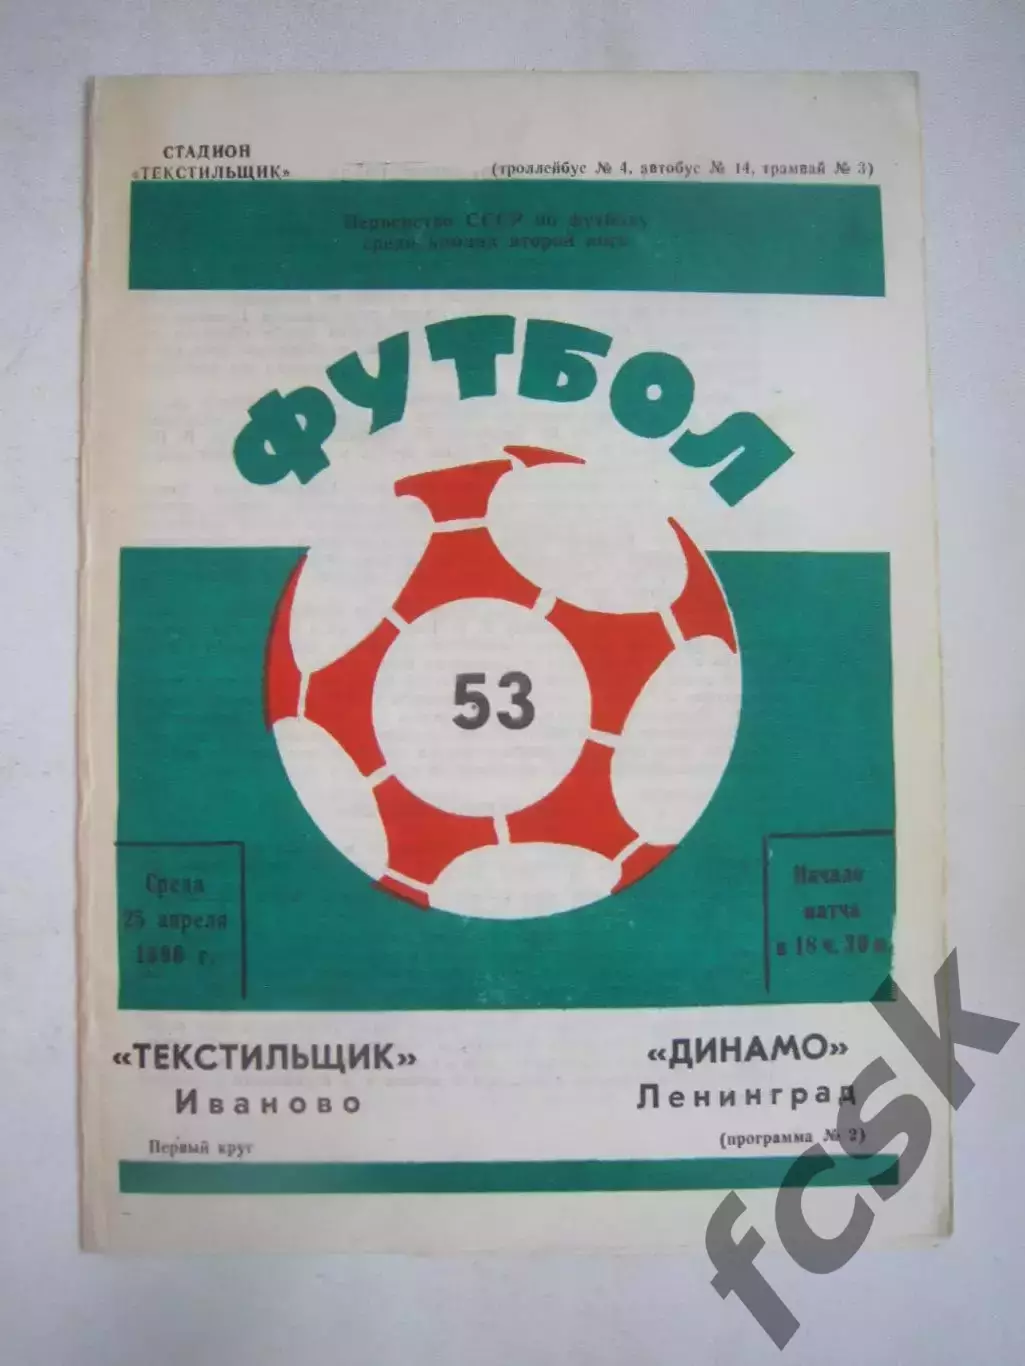 СТАДИОН
«ТЕКСТИЛЬЩИК»
(троллейбус № 4, автобус № 14, трамвай № 3)
Первенство СССР по футболу
среди команд второй лиги
ФУТБОЛ
53
Среда
25 апреля
1990 г.
Начало
матча
в 18 ч. 30 м.
«ТЕКСТИЛЬЩИК»
Иваново
Первый круг
«ДИНАМО»
Ленинград
(программа № 2)
fcsk